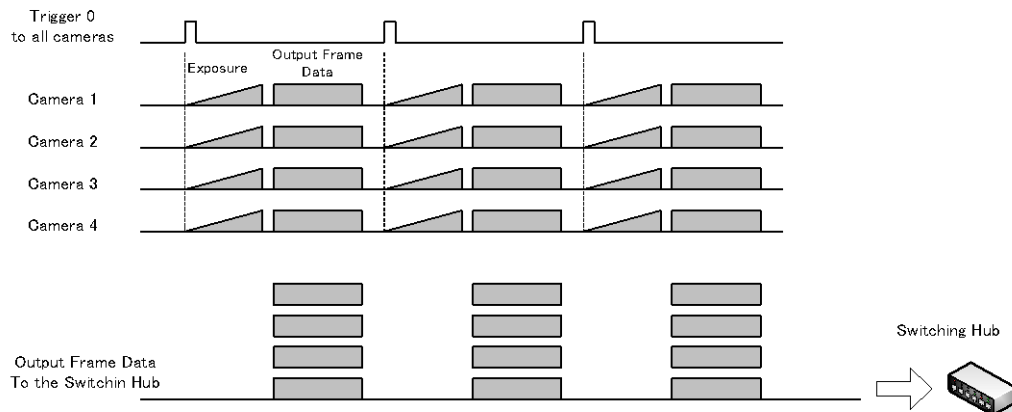 Trigger 0
to all cameras
Exposure
Output Frame
Data
Camera 1
Camera 2
Camera 3
Camera 4
Switching Hub
Output Frame Data
To the Switchin Hub